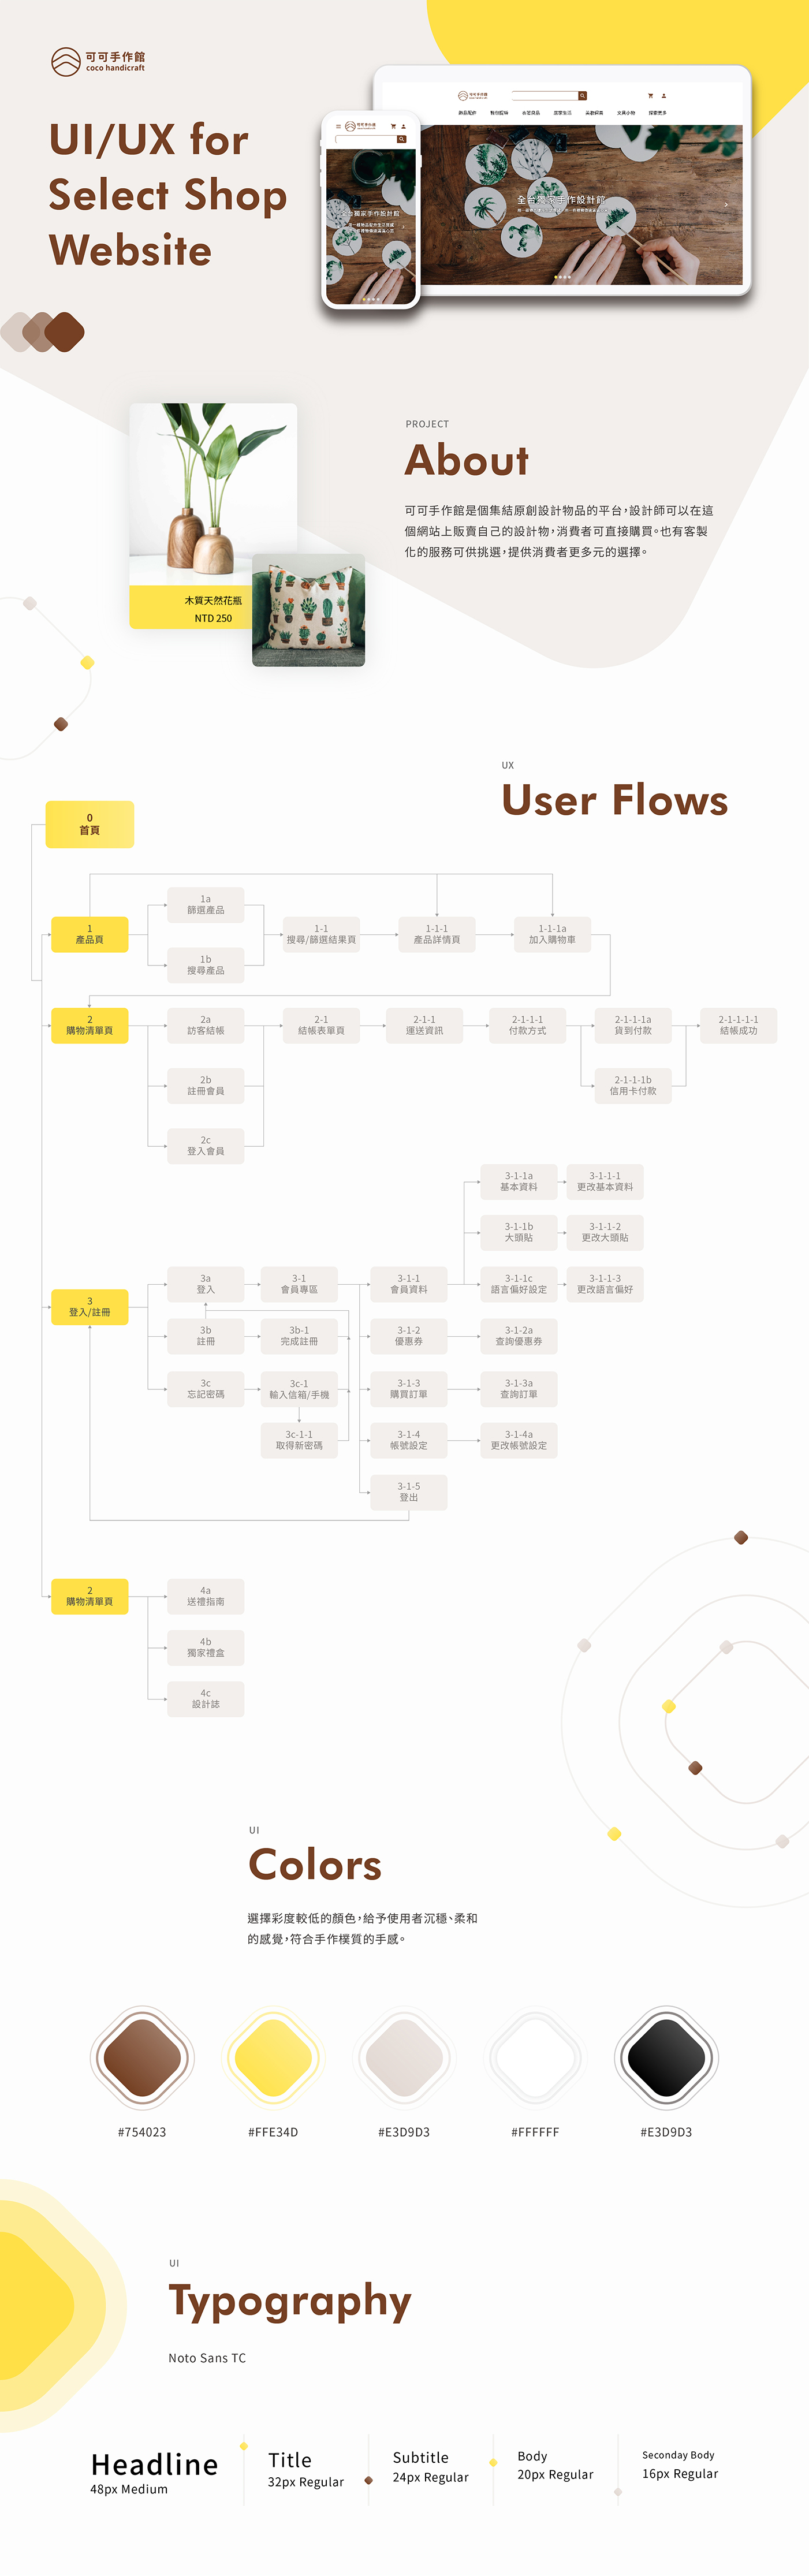 可可手作館
coco handicraft
UI/UX for
Select Shop
Website
全台獨家手作設計館
全台獨家手作設計館
PROJECT
About
可可手作館是個集結原創設計物品的平台，設計師可以在這
個網站上販賣自己的設計物，消費者可直接購買。也有客製
化的服務可供挑選，提供消費者更多元的選擇。
木質天然花瓶
NTD 250
UX
User Flows
0
首頁
1
產品頁
1a
篩選產品
1b
搜尋產品
1-1
搜尋/篩選結果頁
1-1-1
產品詳情頁
1-1-1a
加入購物車
2
購物清單頁
2a
訪客結帳
2b
註冊會員
2c
登入會員
2-1
結帳表單頁
2-1-1
運送資訊
2-1-1-1
付款方式
2-1-1-1a
貨到付款
2-1-1-1b
信用卡付款
2-1-1-1-1
結帳成功
3
登入/註冊
3a
登入
3-1
會員專區
3-1-1
會員資料
3-1-1a
基本資料
3-1-1-1
更改基本資料
3-1-1b
大頭貼
3-1-1-2
更改大頭貼
3-1-1c
語言偏好設定
3-1-1-3
更改語言偏好
3b
註冊
3b-1
完成註冊
3-1-2
優惠券
3-1-2a
查詢優惠券
3c
忘記密碼
3c-1
輸入信箱/手機
3-1-3
購買訂單
3-1-3a
查詢訂單
3c-1-1
取得新密碼
3-1-4
帳號設定
3-1-4a
更改帳號設定
3-1-5
登出
2
購物清單頁
4a
送禮指南
4b
獨家禮盒
4c
設計誌
UI
Colors
選擇彩度較低的顏色，給予使用者沉穩、柔和
的感覺，符合手作樸質的手感。
#754023
#FFE34D
#E3D9D3
#FFFFFF
#E3D9D3
UI
Typography
Noto Sans TC
Headline
48px Medium
Title
32px Regular
Subtitle
24px Regular
Body
20px Regular
Seconday Body
16px Regular